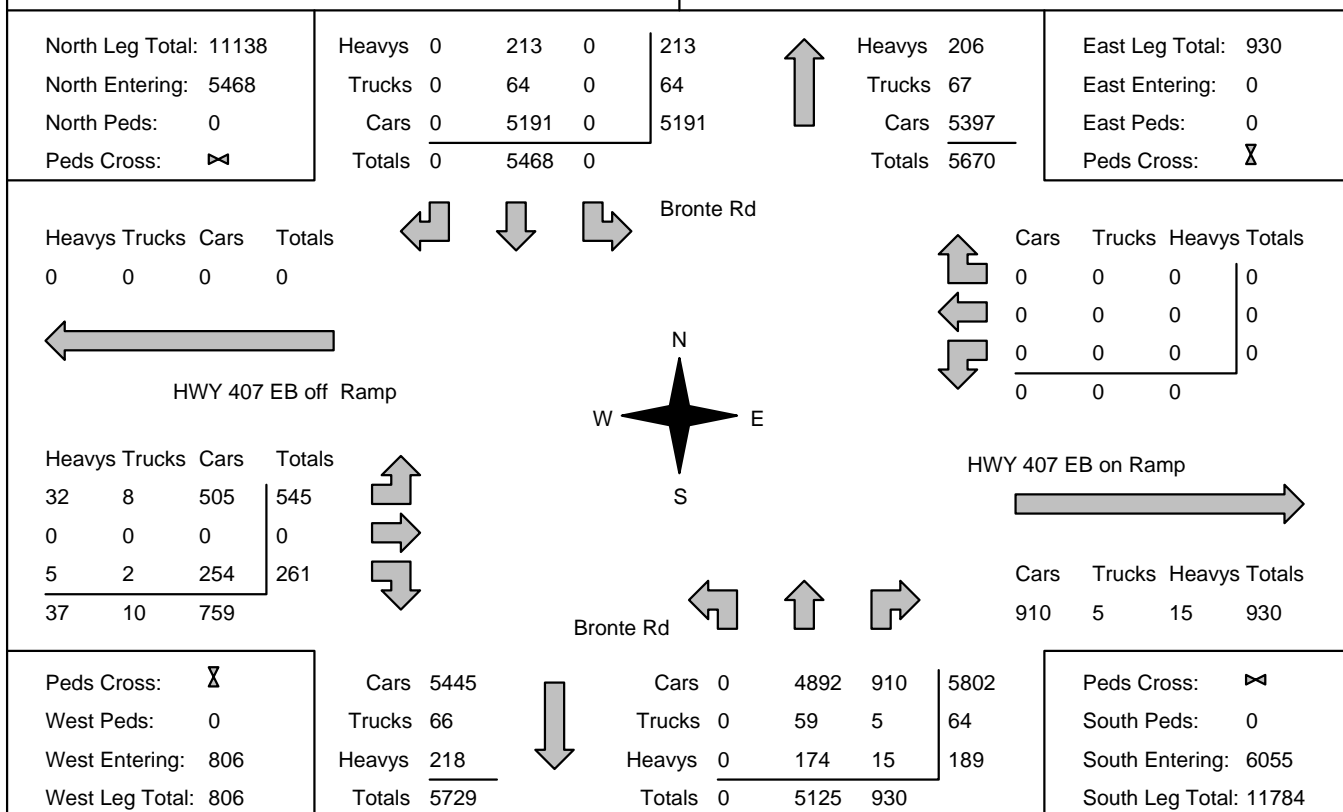 North Leg Total: 11138
North Entering: 5468
North Peds: 0
Peds Cross:
Heavys 0 213 0 213
Trucks 0 64 0 64
Cars 0 5191 0 5191
Totals 0 5468 0
Heavys 206
Trucks 67
Cars 5397
Totals 5670
East Leg Total: 930
East Entering: 0
East Peds: 0
Peds Cross:
Bronte Rd
Heavys Trucks Cars Totals
0 0 0 0
HWY 407 EB off Ramp
Cars Trucks Heavys Totals
0 0 0 0
0 0 0 0
0 0 0 0
0 0 0
N
W E
S
Heavys Trucks Cars Totals
32 8 505 545
0 0 0 0
5 2 254 261
37 10 759
HWY 407 EB on Ramp
Cars Trucks Heavys Totals
910 5 15 930
Bronte Rd
Peds Cross:
West Peds: 0
West Entering: 806
West Leg Total: 806
Cars 5445
Trucks 66
Heavys 218
Totals 5729
Cars 0 4892 910 5802
Trucks 0 59 5 64
Heavys 0 174 15 189
Totals 0 5125 930
Peds Cross:
South Peds: 0
South Entering: 6055
South Leg Total: 11784